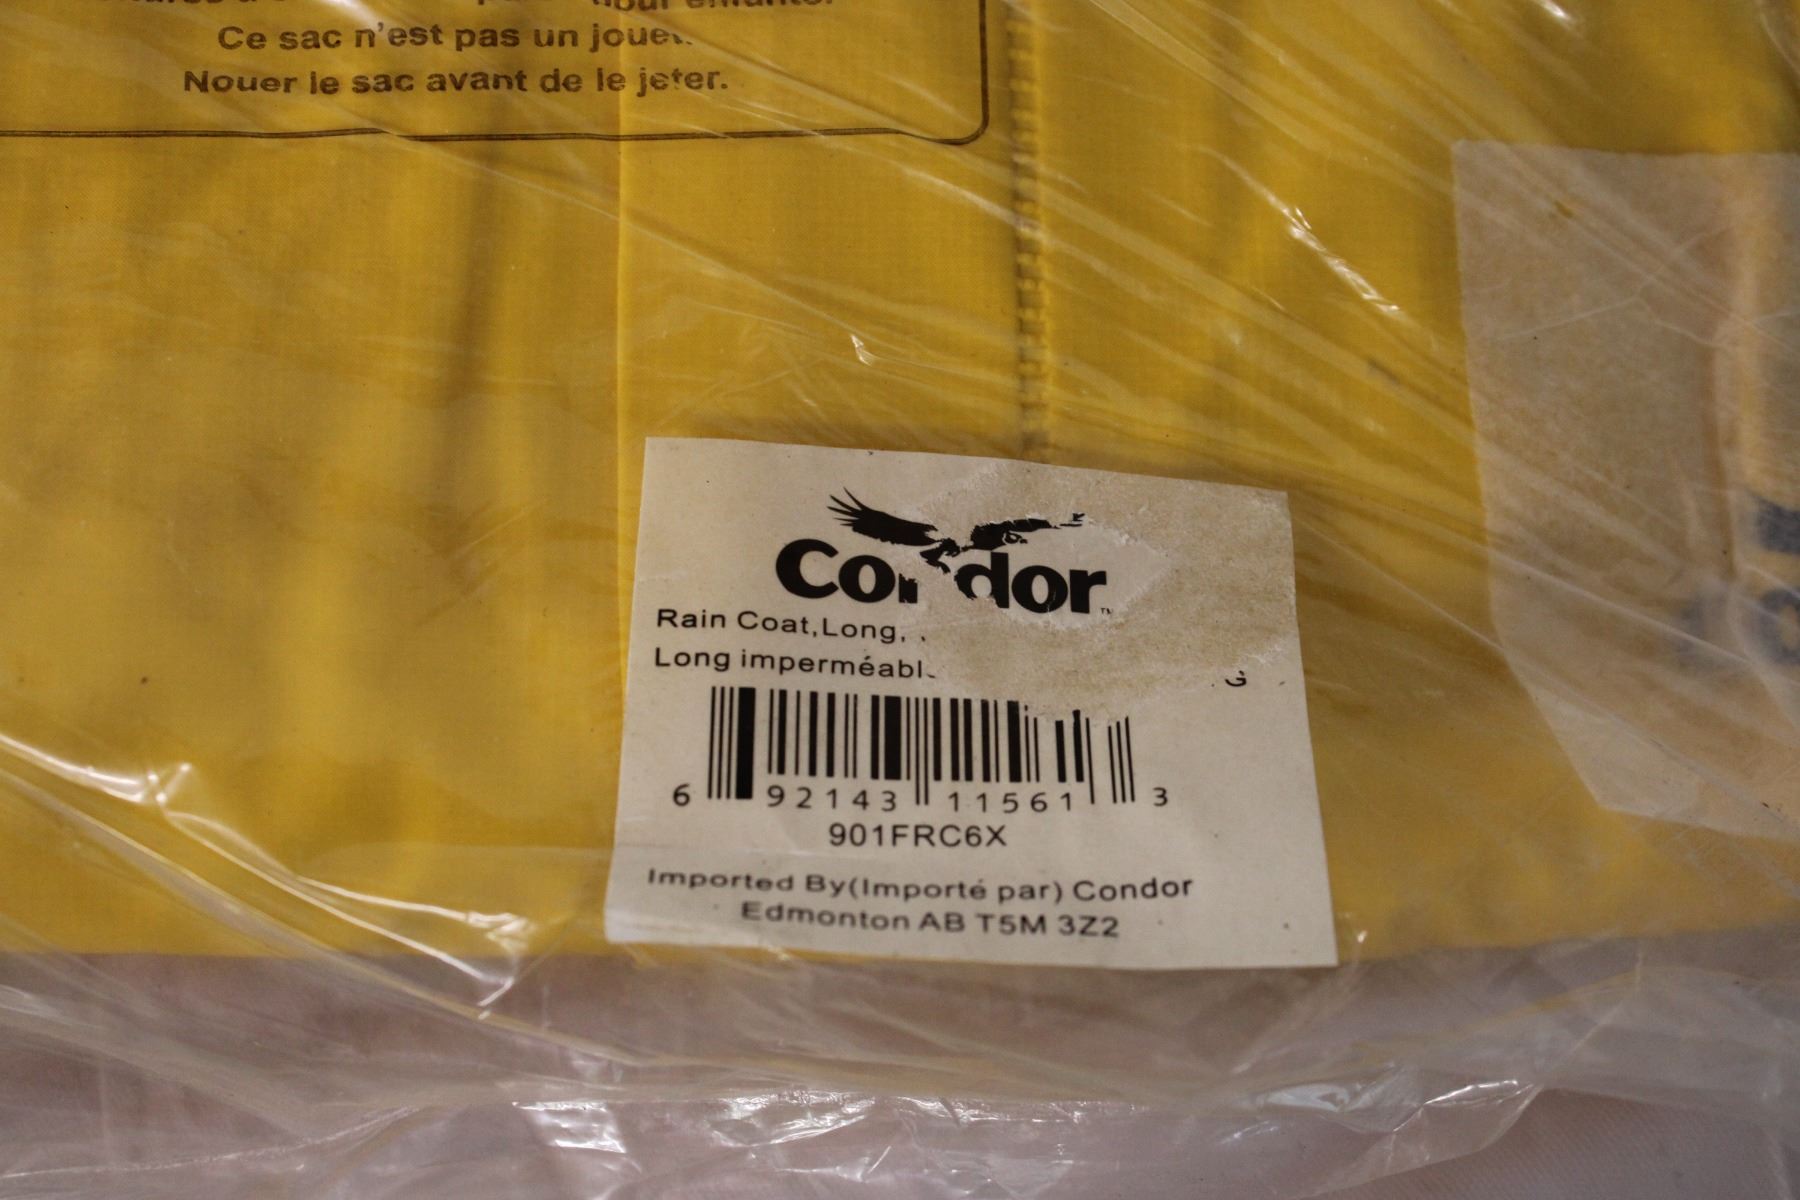 Ce sac n'est pas un jouet.
Nouer le sac avant de le jeter.
Condor
Rain Coat,Long,
Long G
6 92143 11561 3
901FRC6X
Imported By(Importé par) Condor
Edmonton AB T5M 3Z2